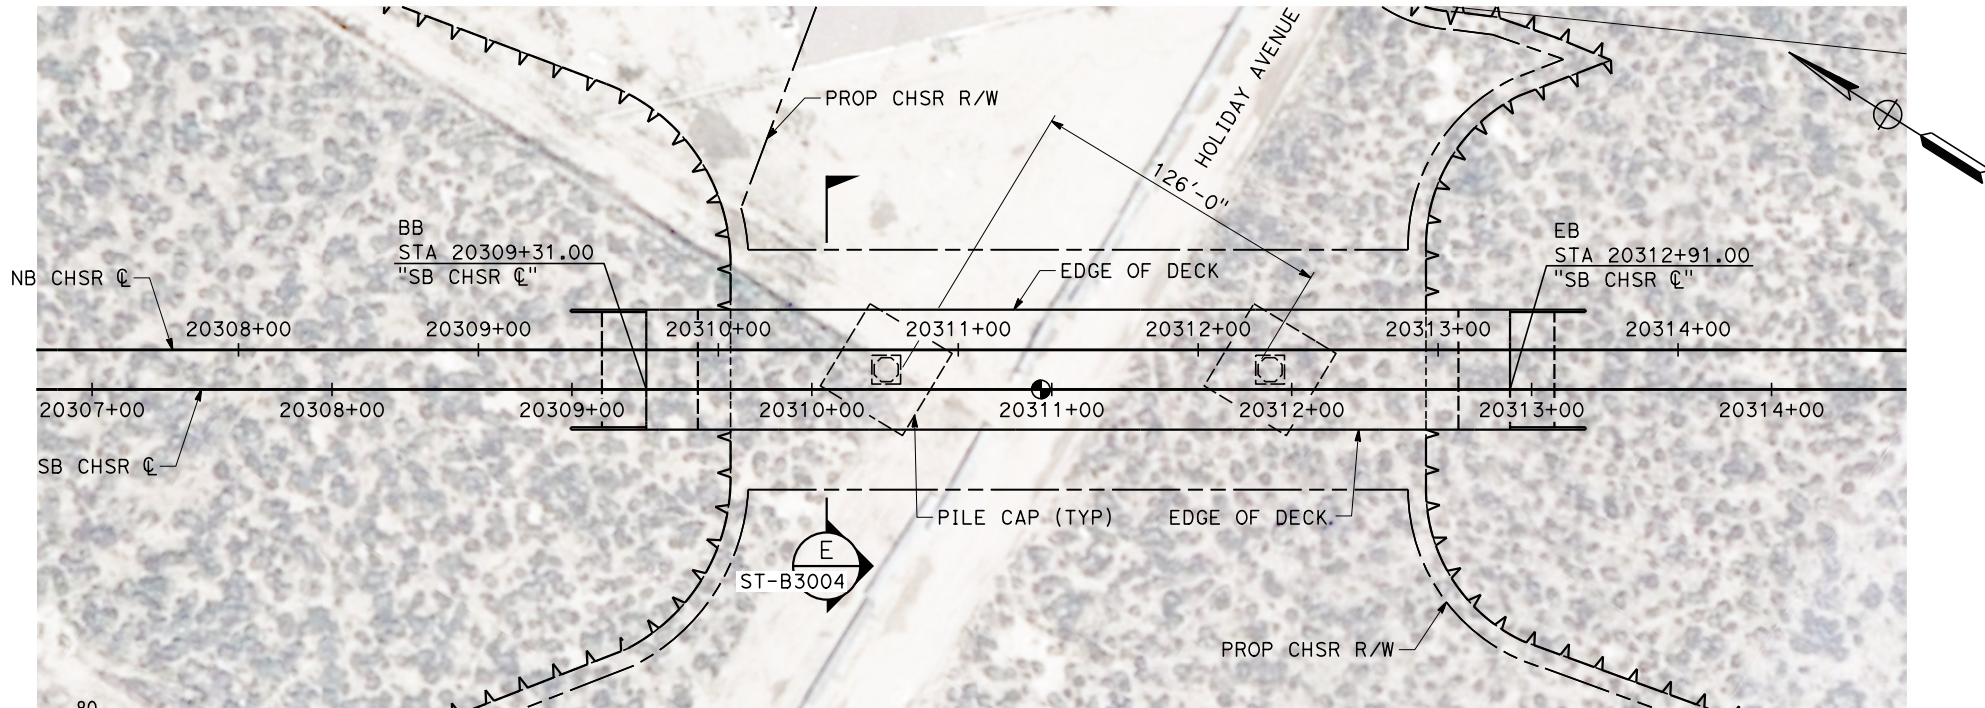 HOLIDAY AVENUE
PROP CHSR R/W
126'-0"
BB
STA 20309+31.00
"SB CHSR ℄"
EB
STA 20312+91.00
"SB CHSR ℄"
NB CHSR ℄
EDGE OF DECK
20308+00
20309+00
20310+00
20311+00
20312+00
20313+00
20314+00
20307+00
20308+00
20309+00
20310+00
20311+00
20312+00
20313+00
20314+00
SB CHSR ℄
PILE CAP (TYP)
EDGE OF DECK
E
ST-B3004
PROP CHSR R/W